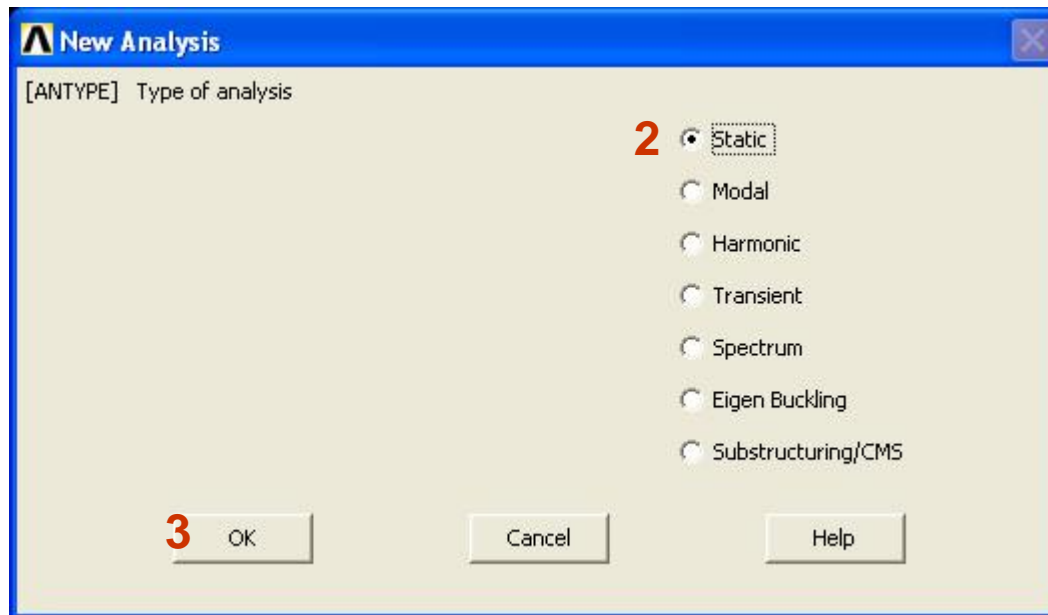 New Analysis
[ANTYPE] Type of analysis
2 Static
Modal
Harmonic
Transient
Spectrum
Eigen Buckling
Substructuring/CMS
3 OK Cancel Help